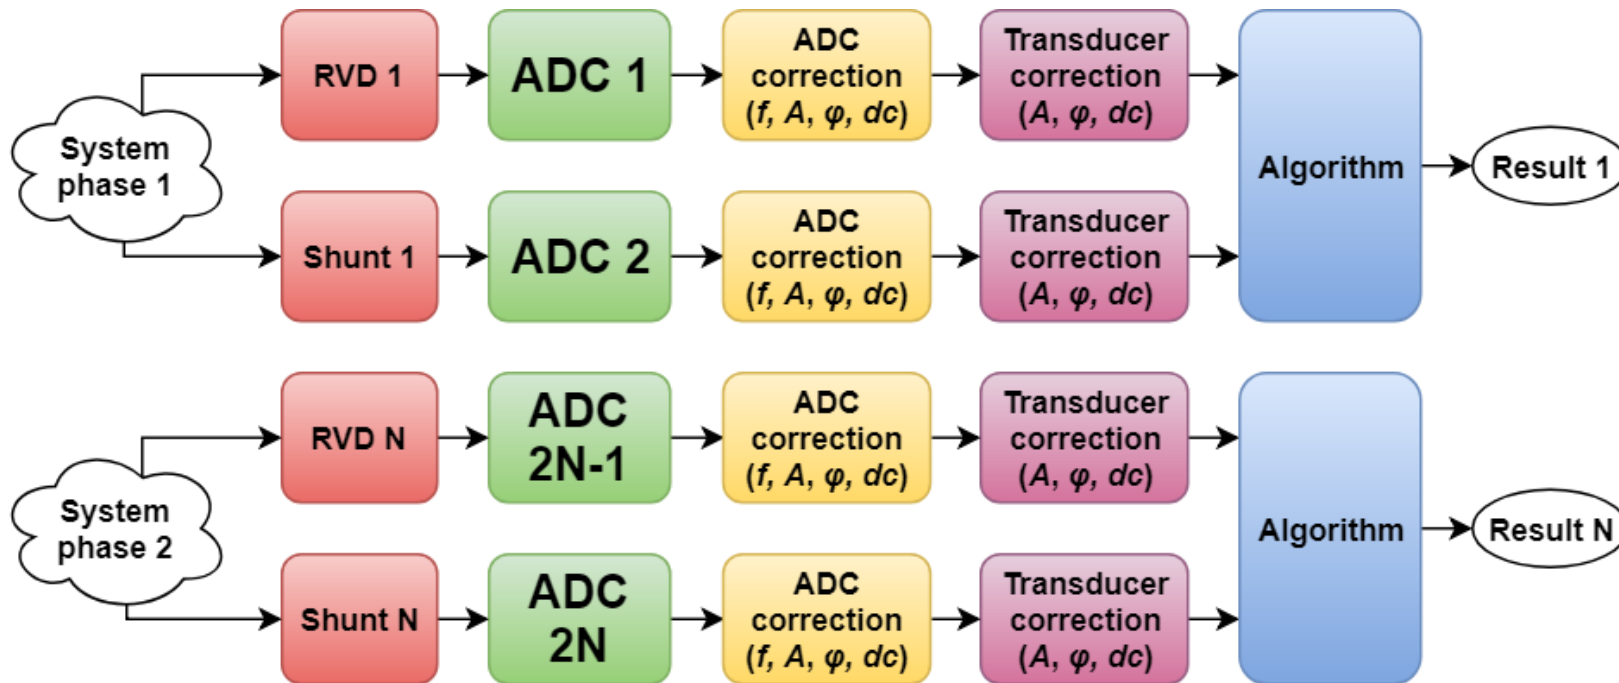 System
phase 1
RVD 1
ADC 1
ADC
correction
(f, A, φ, dc)
Transducer
correction
(A, φ, dc)
Shunt 1
ADC 2
ADC
correction
(f, A, φ, dc)
Transducer
correction
(A, φ, dc)
Algorithm
Result 1
System
phase 2
RVD N
ADC
2N-1
ADC
correction
(f, A, φ, dc)
Transducer
correction
(A, φ, dc)
Shunt N
ADC
2N
ADC
correction
(f, A, φ, dc)
Transducer
correction
(A, φ, dc)
Algorithm
Result N